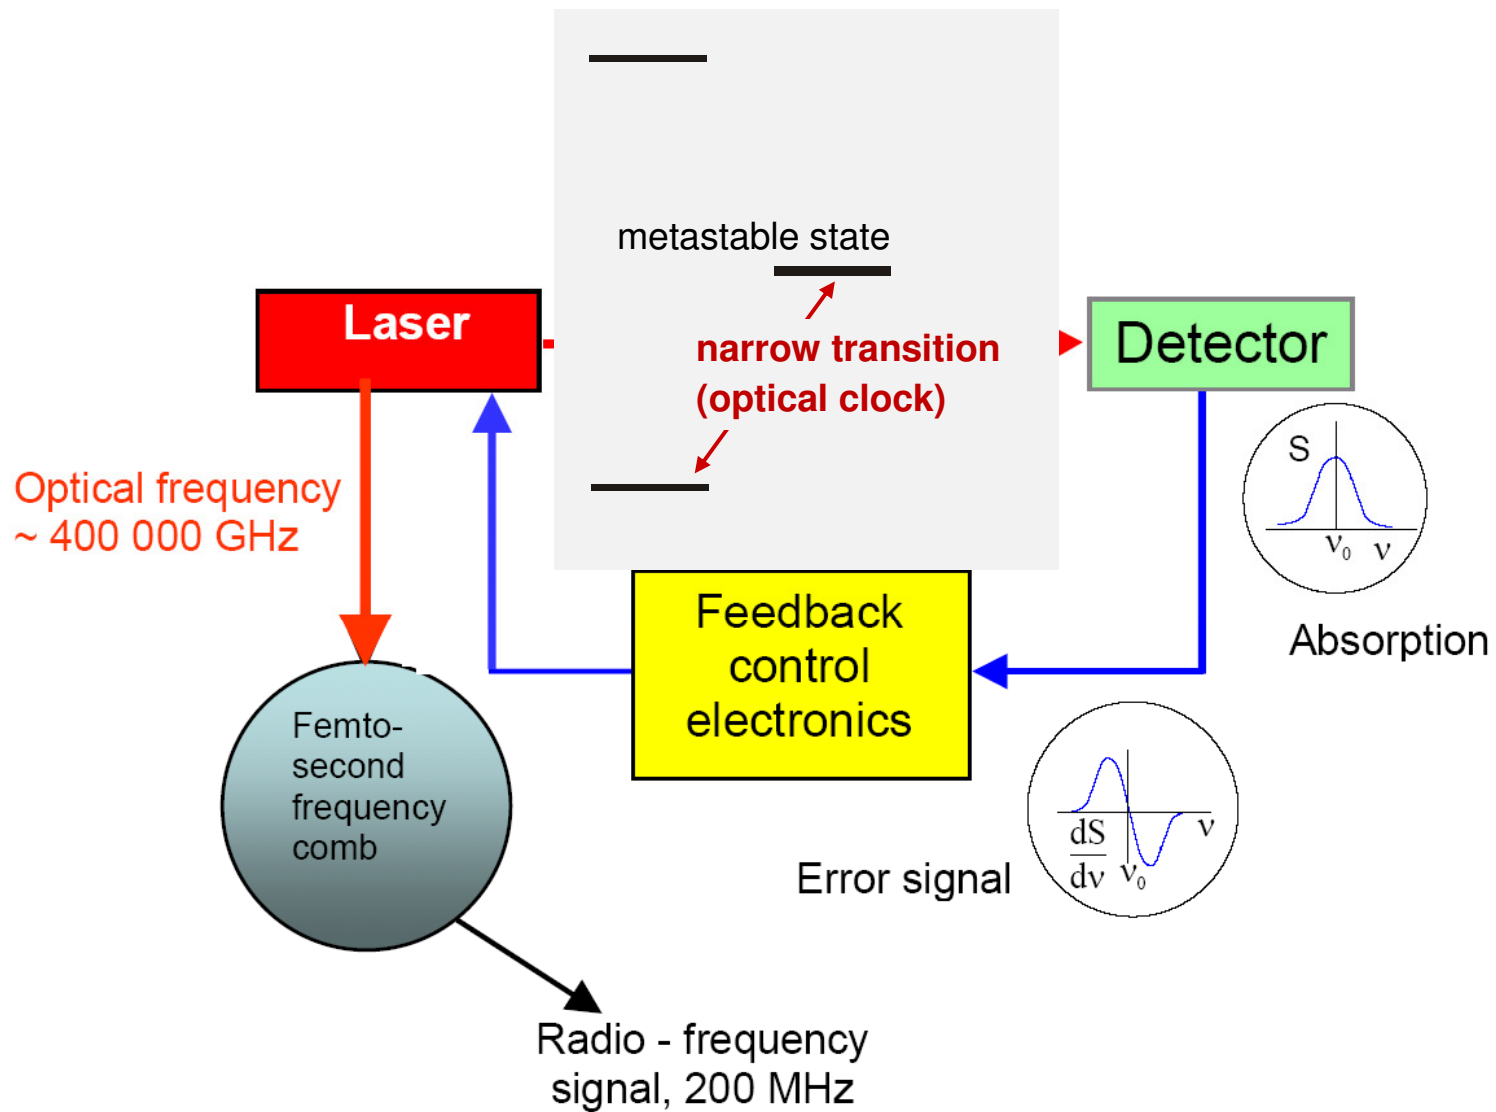 metastable state
Laser
narrow transition
(optical clock)
Detector
Optical frequency
~ 400 000 GHz
S
ν₀ ν
Absorption
Feedback
control
electronics
Femto-
second
frequency
comb
dS
dν
ν₀
ν
Error signal
Radio - frequency
signal, 200 MHz